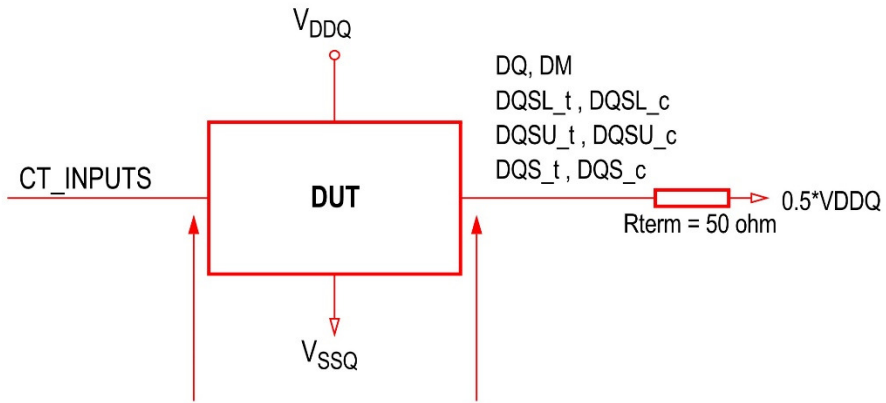 VDDQ
DQ, DM
DQSL_t , DQSL_c
DQSU_t , DQSU_c
DQS_t , DQS_c
CT_INPUTS
DUT
0.5*VDDQ
Rterm = 50 ohm
VSSQ